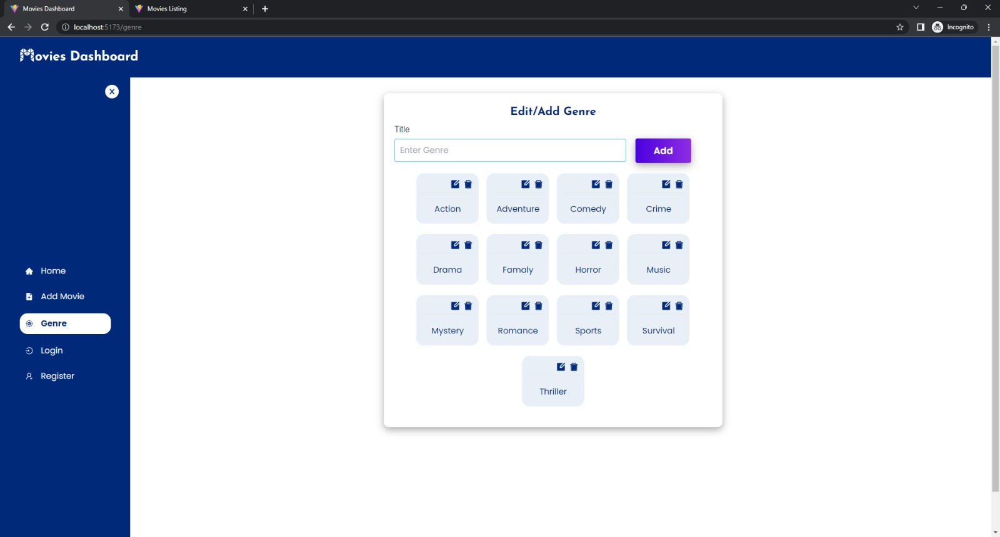 Movies Dashboard
Movies Listing
localhost:5173/genre
Incognito
Movies Dashboard
X
Home
Add Movie
Genre
Login
Register
Edit/Add Genre
Title
Enter Genre
Add
Action
Adventure
Comedy
Crime
Drama
Famaly
Horror
Music
Mystery
Romance
Sports
Survival
Thriller